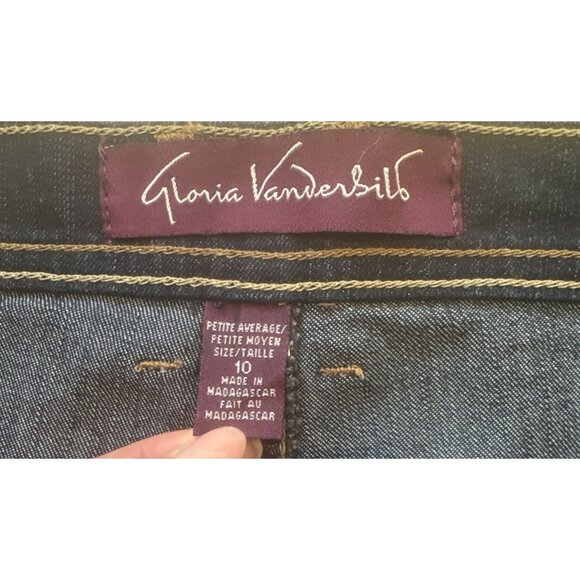 Gloria Vanderbilt
PETITE AVERAGE/
PETITE MOYEN
SIZE/TAILLE
10
MADE IN
MADAGASCAR
FAIT AU
MADAGASCAR